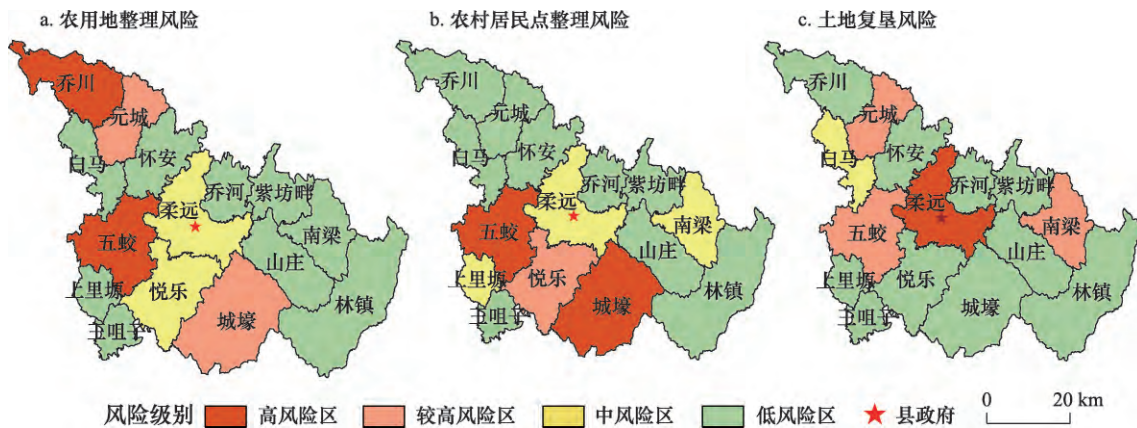 a. 农用地整理风险
乔川
元城
白马
怀安
乔河
紫坊畔
柔远
南梁
五蛟
山庄
上里塬
悦乐
林镇
城壕
王咀子
b. 农村居民点整理风险
乔川
元城
白马
怀安
乔河
紫坊畔
柔远
南梁
五蛟
山庄
上里塬
悦乐
林镇
城壕
王咀子
c. 土地复垦风险
乔川
元城
白马
怀安
乔河
紫坊畔
柔远
南梁
五蛟
山庄
上里塬
悦乐
林镇
城壕
王咀子
风险级别 高风险区 较高风险区 中风险区 低风险区 县政府 0 20 km